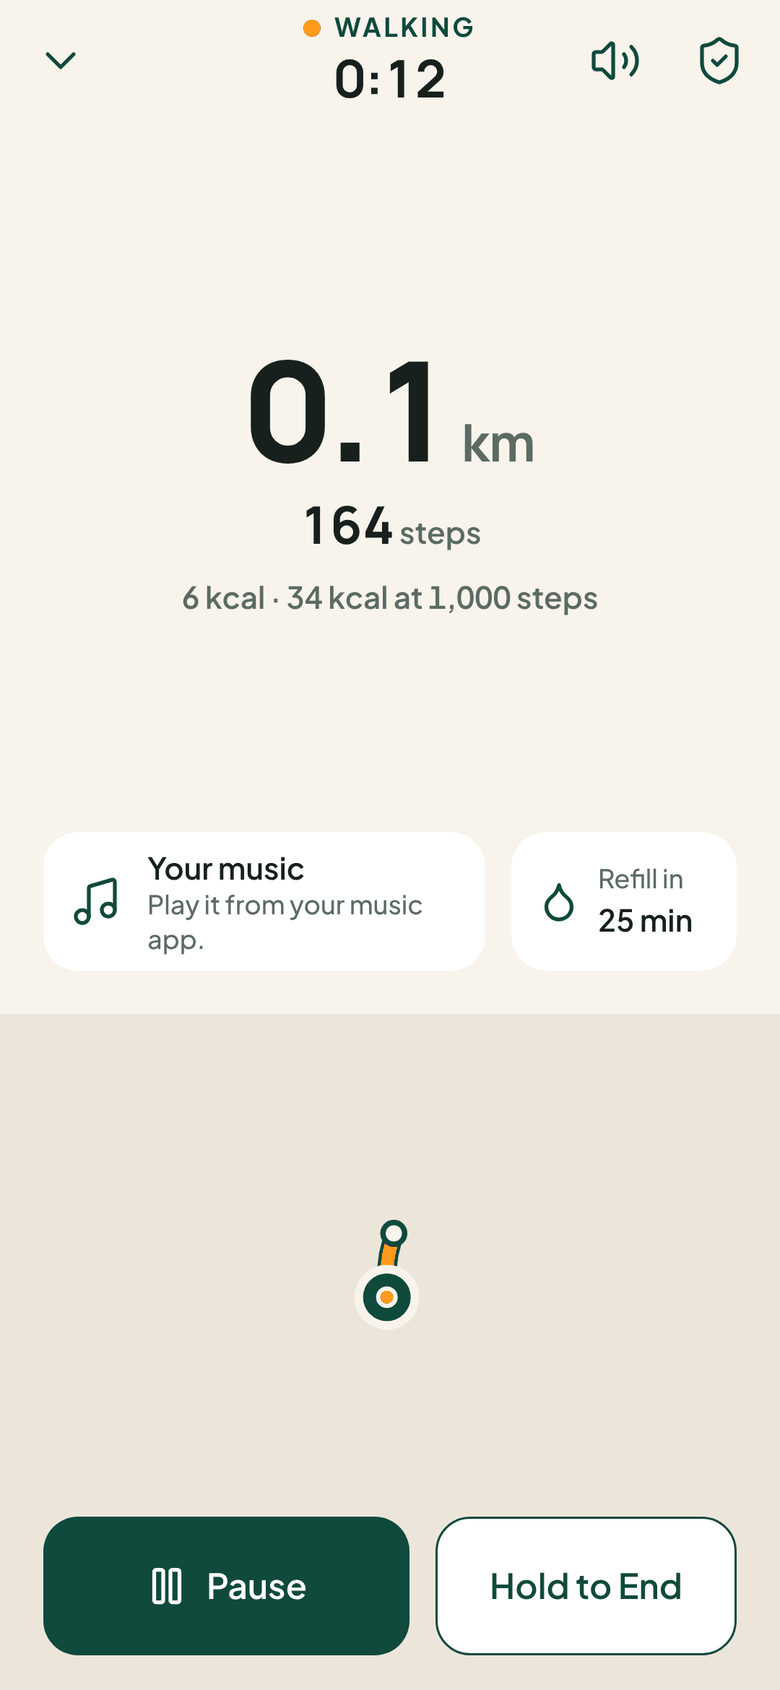 WALKING
0:12
0.1 km
164 steps
6 kcal · 34 kcal at 1,000 steps
Your music
Play it from your music
app.
Refill in
25 min
Pause
Hold to End